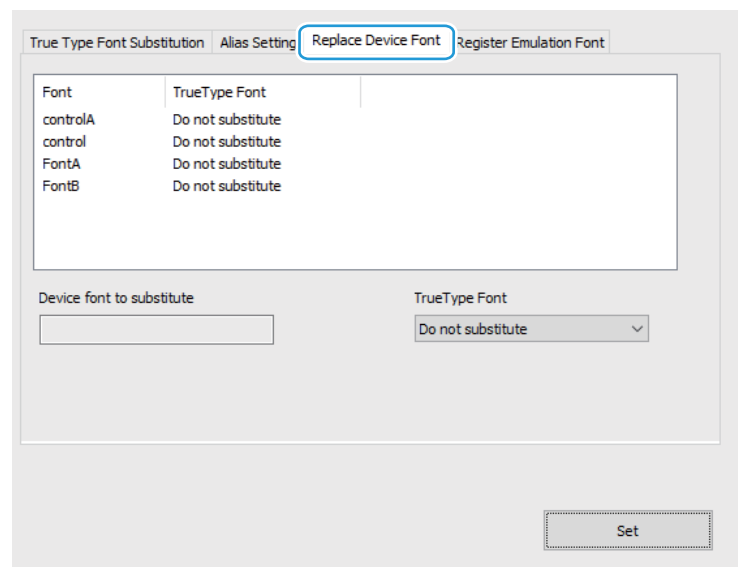 True Type Font Substitution Alias Setting Replace Device Font Register Emulation Font
Font TrueType Font
controlA Do not substitute
control Do not substitute
FontA Do not substitute
FontB Do not substitute
Device font to substitute TrueType Font
Do not substitute
Set